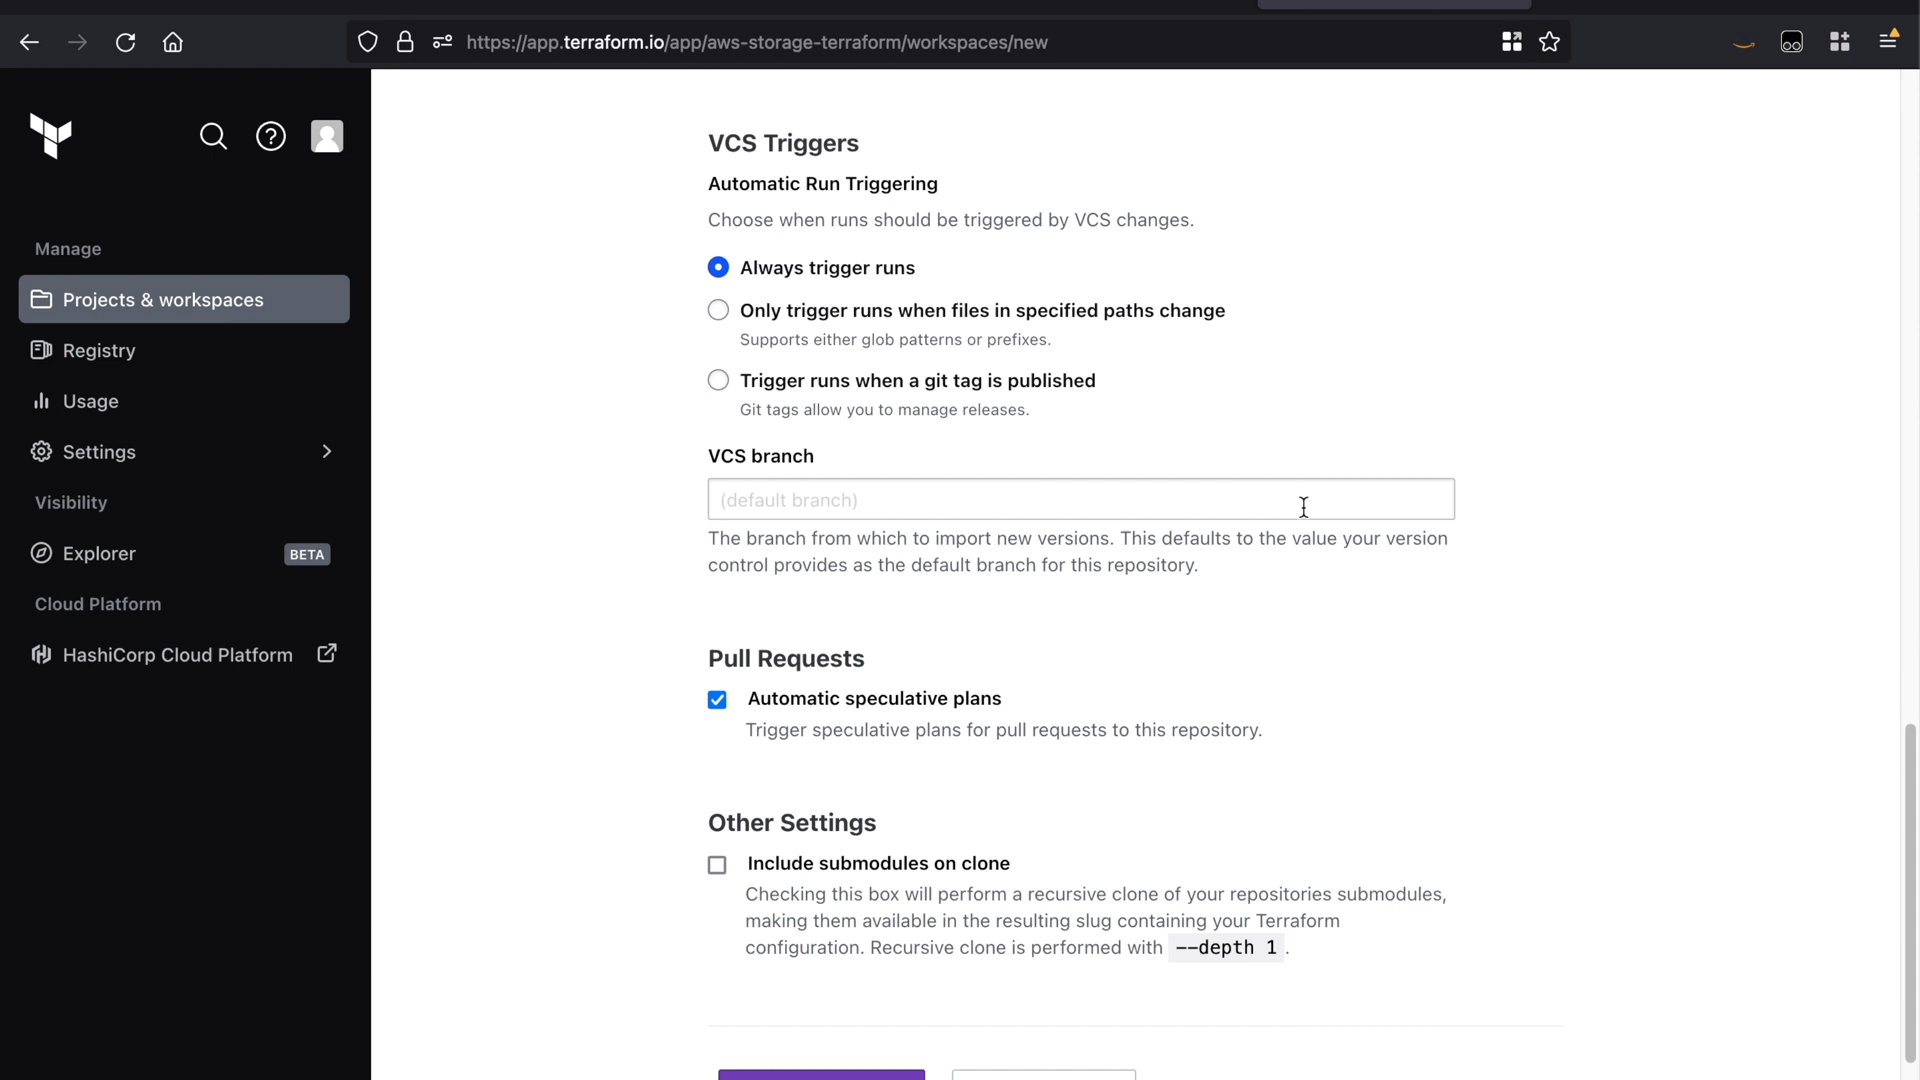 https://app.terraform.io/app/aws-storage-terraform/workspaces/new
Manage
Projects & workspaces
Registry
Usage
Settings
Visibility
Explorer BETA
Cloud Platform
HashiCorp Cloud Platform
VCS Triggers
Automatic Run Triggering
Choose when runs should be triggered by VCS changes.
Always trigger runs
Only trigger runs when files in specified paths change
Supports either glob patterns or prefixes.
Trigger runs when a git tag is published
Git tags allow you to manage releases.
VCS branch
(default branch)
The branch from which to import new versions. This defaults to the value your version
control provides as the default branch for this repository.
Pull Requests
Automatic speculative plans
Trigger speculative plans for pull requests to this repository.
Other Settings
Include submodules on clone
Checking this box will perform a recursive clone of your repositories submodules,
making them available in the resulting slug containing your Terraform
configuration. Recursive clone is performed with --depth 1 .